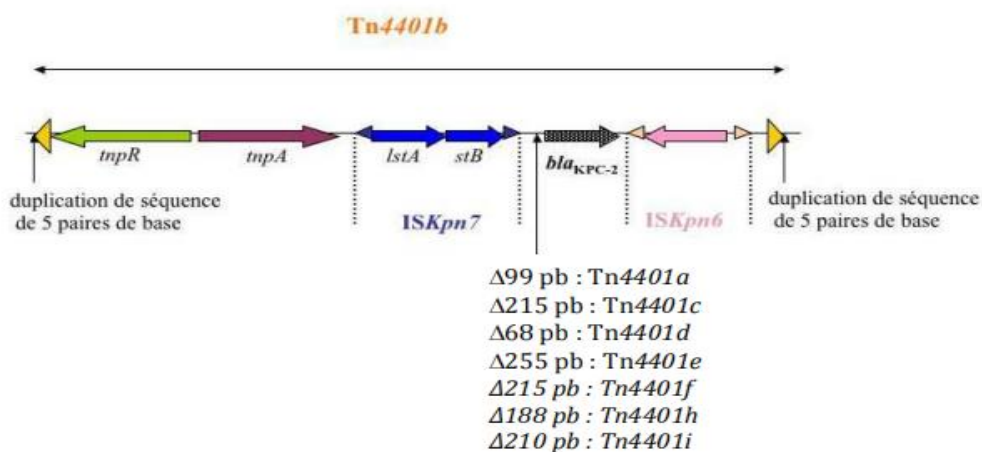 Tn4401b
tnpR
tnpA
lstA
stB
blaKPC-2
duplication de séquence
de 5 paires de base
ISKpn7
ISKpn6
duplication de séquence
de 5 paires de base
Δ99 pb : Tn4401a
Δ215 pb : Tn4401c
Δ68 pb : Tn4401d
Δ255 pb : Tn4401e
Δ215 pb : Tn4401f
Δ188 pb : Tn4401h
Δ210 pb : Tn4401i